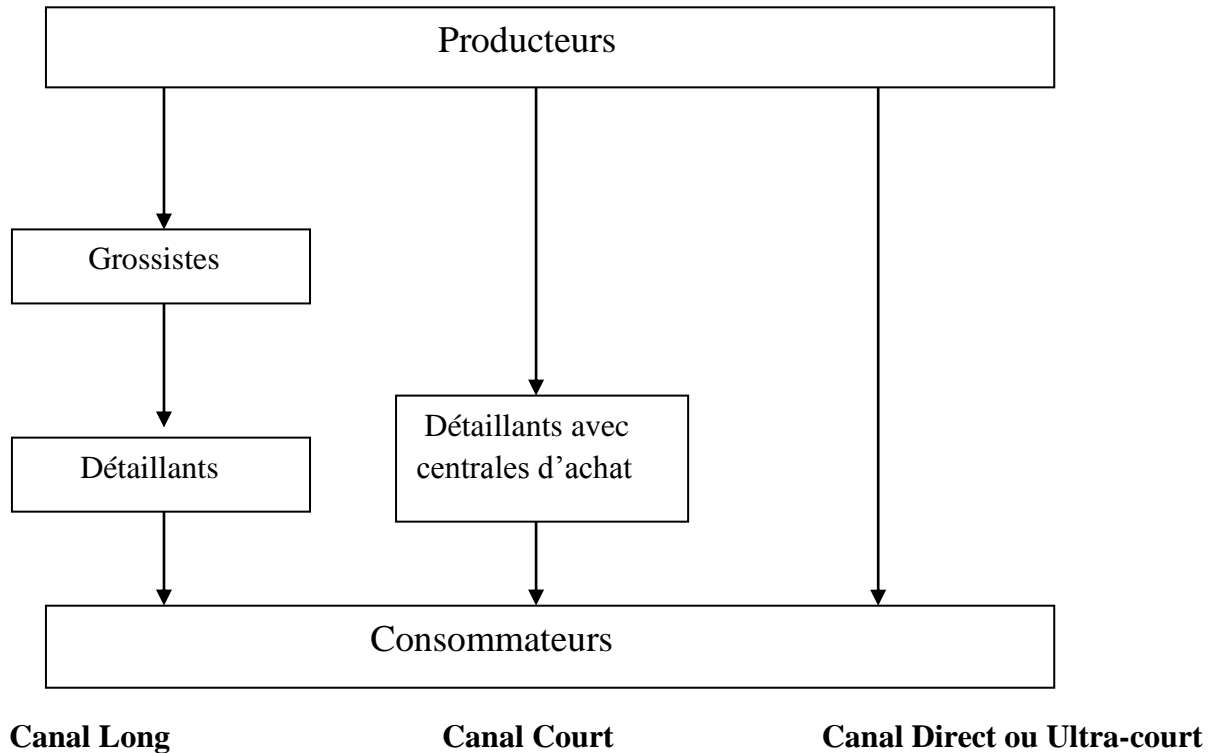 Producteurs
Grossistes
Détaillants avec
centrales d’achat
Détaillants
Consommateurs
Canal Long
Canal Court
Canal Direct ou Ultra-court